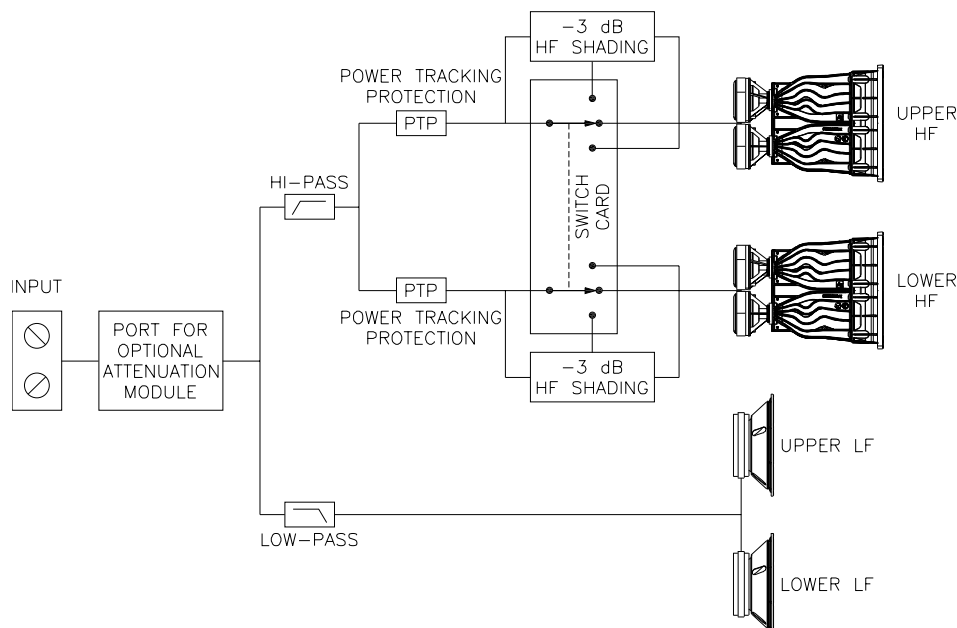 −3 dB
HF SHADING
POWER TRACKING
PROTECTION
PTP
UPPER
HF
HI−PASS
SWITCH
CARD
LOWER
HF
INPUT
PTP
POWER TRACKING
PROTECTION
PORT FOR
OPTIONAL
ATTENUATION
MODULE
−3 dB
HF SHADING
UPPER LF
LOW−PASS
LOWER LF